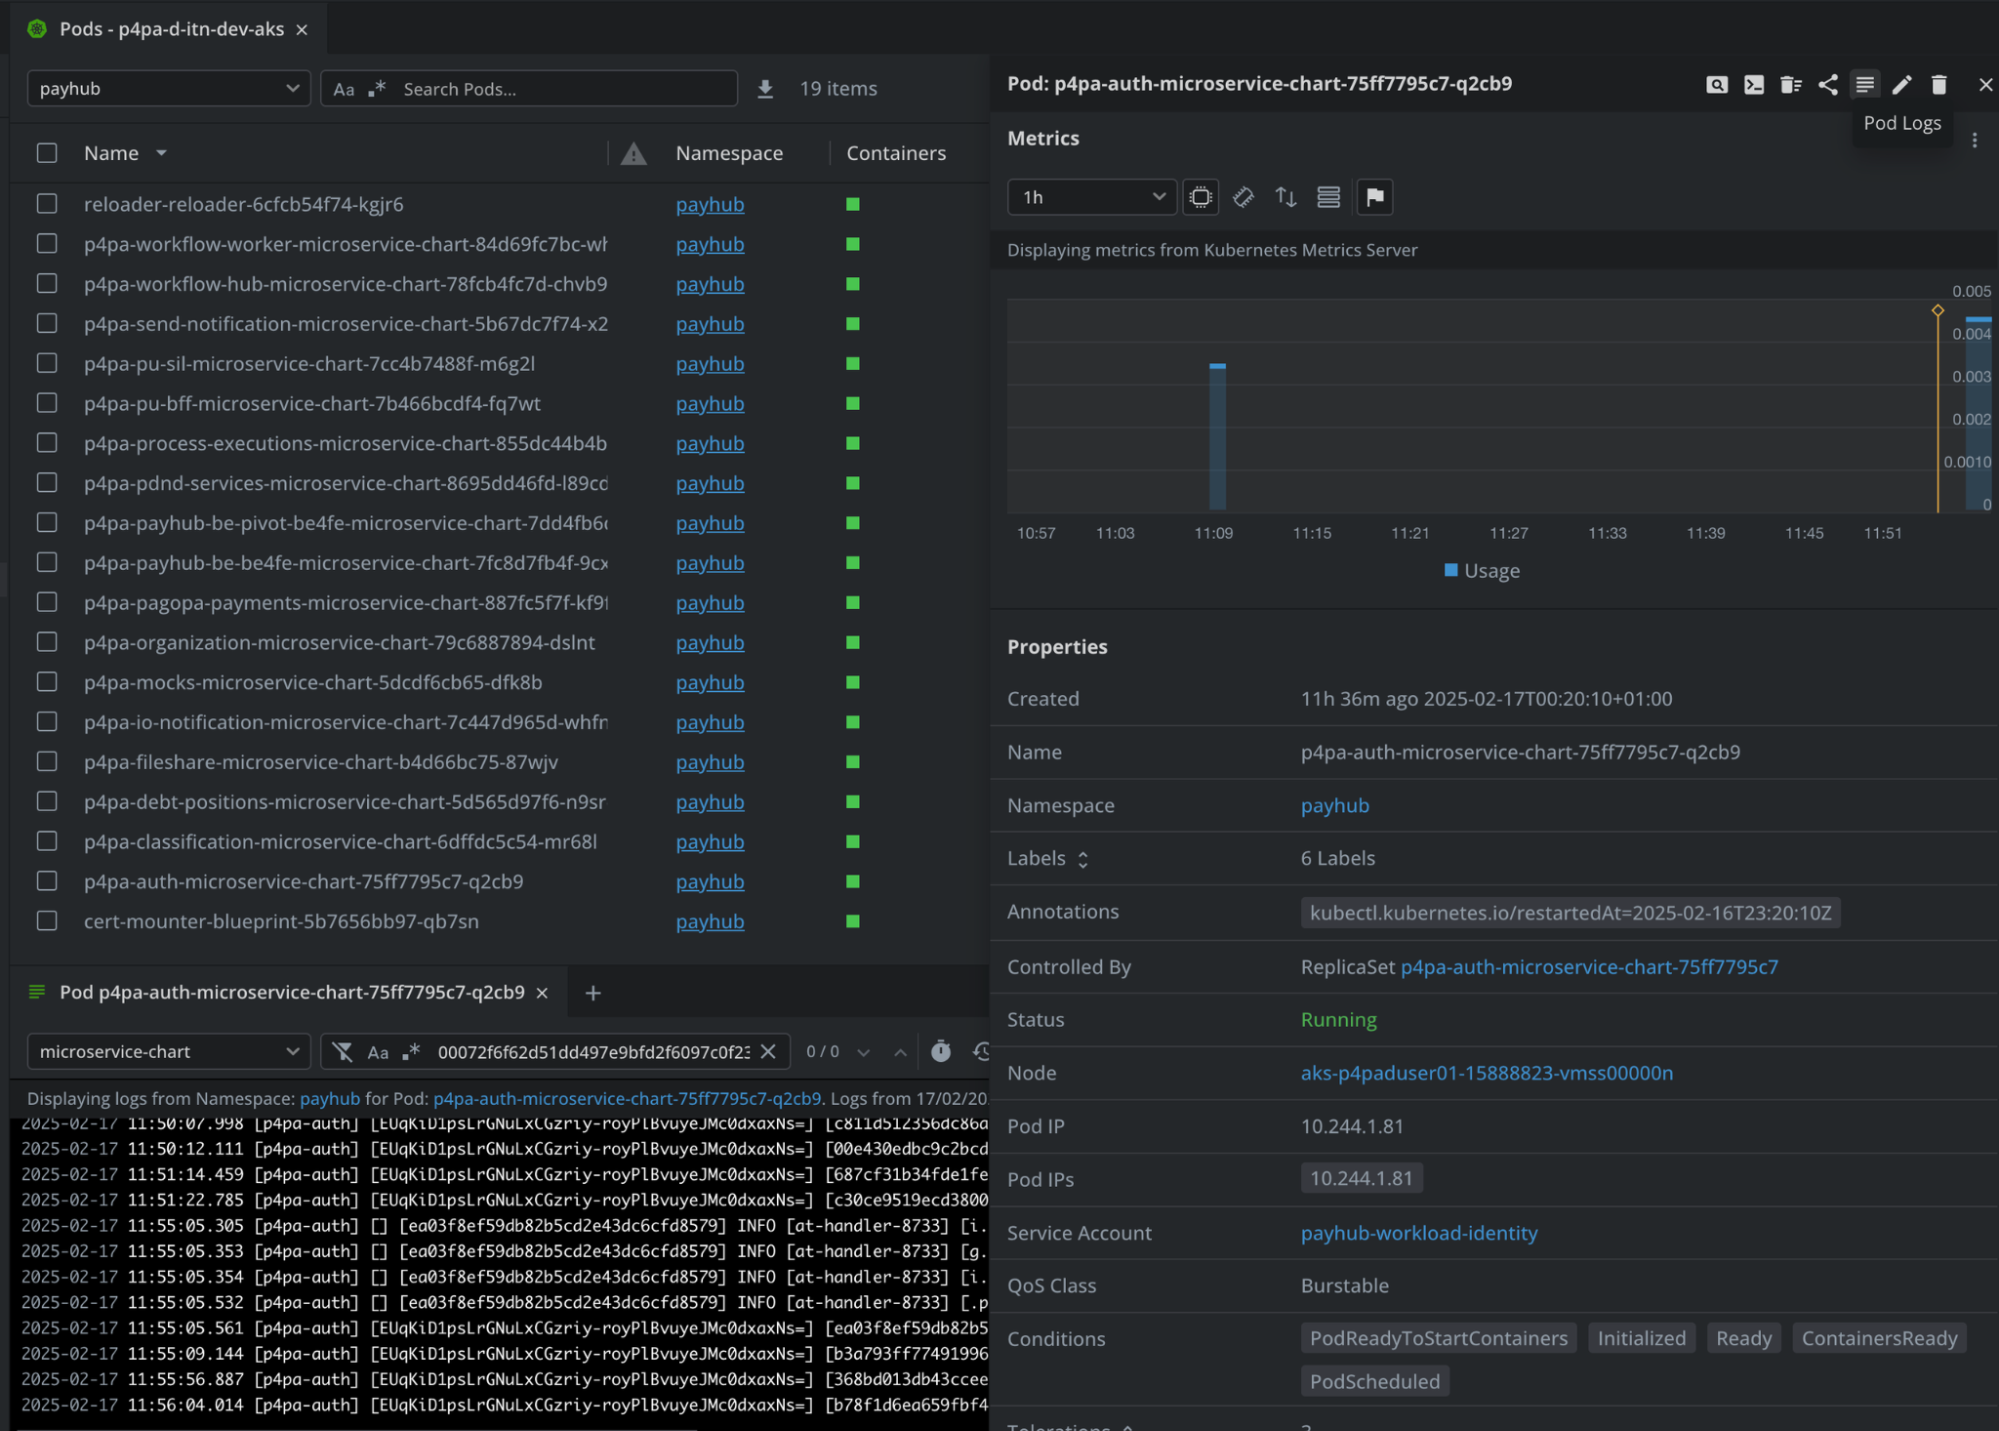 Pods - p4pa-d-itn-dev-aks
payhub
Aa .* Search Pods... 19 items
Name Namespace Containers
reloader-reloader-6cfcb54f74-kgjr6 payhub
p4pa-workflow-worker-microservice-chart-84d69fc7bc-wh payhub
p4pa-workflow-hub-microservice-chart-78fcb4fc7d-chvb9 payhub
p4pa-send-notification-microservice-chart-5b67dc7f74-x2 payhub
p4pa-pu-sil-microservice-chart-7cc4b7488f-m6g2l payhub
p4pa-pu-bff-microservice-chart-7b466bcdf4-fq7wt payhub
p4pa-process-executions-microservice-chart-855dc44b4b payhub
p4pa-pdnd-services-microservice-chart-8695dd46fd-l89cd payhub
p4pa-payhub-be-pivot-be4fe-microservice-chart-7dd4fb6 payhub
p4pa-payhub-be-be4fe-microservice-chart-7fc8d7fb4f-9cx payhub
p4pa-pagopa-payments-microservice-chart-887fc5f7f-kf9f payhub
p4pa-organization-microservice-chart-79c6887894-dslnt payhub
p4pa-mocks-microservice-chart-5dcdf6cb65-dfk8b payhub
p4pa-io-notification-microservice-chart-7c447d965d-whfn payhub
p4pa-fileshare-microservice-chart-b4d66bc75-87wjv payhub
p4pa-debt-positions-microservice-chart-5d565d97f6-n9sr payhub
p4pa-classification-microservice-chart-6dffdc5c54-mr68l payhub
p4pa-auth-microservice-chart-75ff7795c7-q2cb9 payhub
cert-mounter-blueprint-5b7656bb97-qb7sn payhub
Pod p4pa-auth-microservice-chart-75ff7795c7-q2cb9
microservice-chart Aa .* 00072f6f62d51dd497e9bfd2f6097c0f23 0 / 0
Displaying logs from Namespace: payhub for Pod: p4pa-auth-microservice-chart-75ff7795c7-q2cb9. Logs from 17/02/20
2025-02-17 11:50:07.998 [p4pa-auth] [EUqKiD1psLrGNuLxCGzriy-royPlBvuyeJMc0dxaxNs=] [c811d512356dc86a
2025-02-17 11:50:12.111 [p4pa-auth] [EUqKiD1psLrGNuLxCGzriy-royPlBvuyeJMc0dxaxNs=] [00e430edbc9c2bcd
2025-02-17 11:51:14.459 [p4pa-auth] [EUqKiD1psLrGNuLxCGzriy-royPlBvuyeJMc0dxaxNs=] [687cf31b34fde1fe
2025-02-17 11:51:22.785 [p4pa-auth] [EUqKiD1psLrGNuLxCGzriy-royPlBvuyeJMc0dxaxNs=] [c30ce9519ecd3800
2025-02-17 11:55:05.305 [p4pa-auth] [] [ea03f8ef59db82b5cd2e43dc6cfd8579] INFO [at-handler-8733] [i.
2025-02-17 11:55:05.353 [p4pa-auth] [] [ea03f8ef59db82b5cd2e43dc6cfd8579] INFO [at-handler-8733] [g.
2025-02-17 11:55:05.354 [p4pa-auth] [] [ea03f8ef59db82b5cd2e43dc6cfd8579] INFO [at-handler-8733] [i.
2025-02-17 11:55:05.532 [p4pa-auth] [] [ea03f8ef59db82b5cd2e43dc6cfd8579] INFO [at-handler-8733] [.p
2025-02-17 11:55:05.561 [p4pa-auth] [EUqKiD1psLrGNuLxCGzriy-royPlBvuyeJMc0dxaxNs=] [ea03f8ef59db82b5
2025-02-17 11:55:09.144 [p4pa-auth] [EUqKiD1psLrGNuLxCGzriy-royPlBvuyeJMc0dxaxNs=] [b3a793ff77491996
2025-02-17 11:55:56.887 [p4pa-auth] [EUqKiD1psLrGNuLxCGzriy-royPlBvuyeJMc0dxaxNs=] [368bd013db43ccee
2025-02-17 11:56:04.014 [p4pa-auth] [EUqKiD1psLrGNuLxCGzriy-royPlBvuyeJMc0dxaxNs=] [b78f1d6ea659fbf4
Pod: p4pa-auth-microservice-chart-75ff7795c7-q2cb9
Pod Logs
Metrics
1h
Displaying metrics from Kubernetes Metrics Server
0.005
0.004
0.003
0.002
0.0010
0
10:57 11:03 11:09 11:15 11:21 11:27 11:33 11:39 11:45 11:51
Usage
Properties
Created 11h 36m ago 2025-02-17T00:20:10+01:00
Name p4pa-auth-microservice-chart-75ff7795c7-q2cb9
Namespace payhub
Labels 6 Labels
Annotations kubectl.kubernetes.io/restartedAt=2025-02-16T23:20:10Z
Controlled By ReplicaSet p4pa-auth-microservice-chart-75ff7795c7
Status Running
Node aks-p4paduser01-15888823-vmss00000n
Pod IP 10.244.1.81
Pod IPs 10.244.1.81
Service Account payhub-workload-identity
QoS Class Burstable
Conditions PodReadyToStartContainers Initialized Ready ContainersReady
PodScheduled
Tolerations